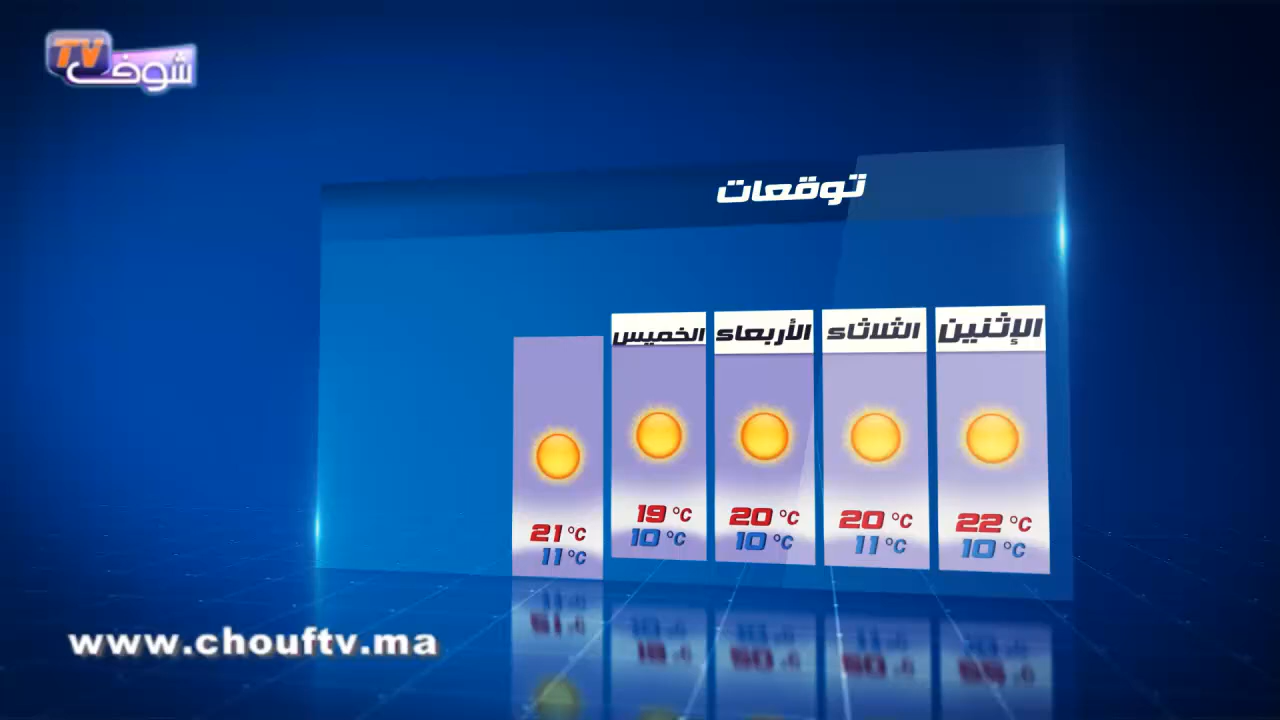 TV شوف
توقعات
الإثنين الثلاثاء الأربعاء الخميس
22 °C 20 °C 20 °C 19 °C 21 °C
10 °C 11 °C 10 °C 10 °C 11 °C
www.chouftv.ma